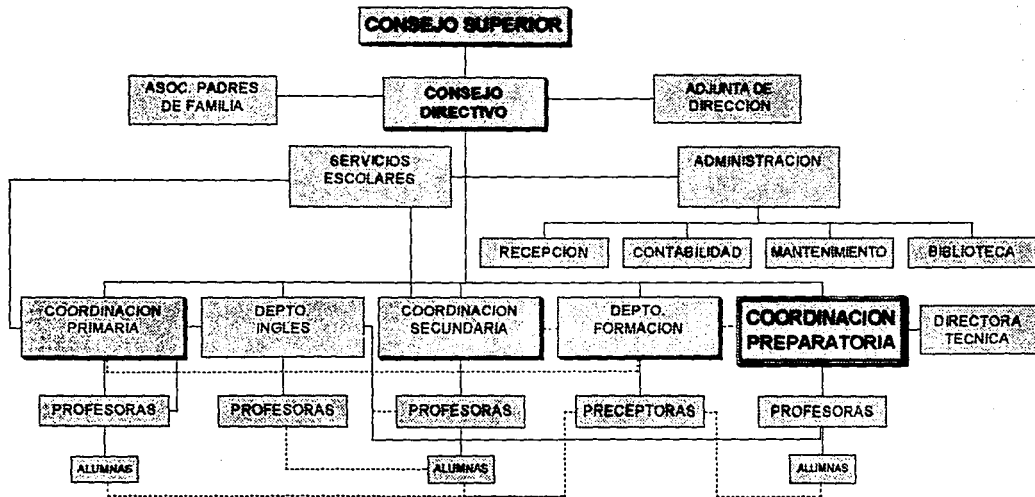 CONSEJO SUPERIOR
ASOC. PADRES
DE FAMILIA
CONSEJO
DIRECTIVO
ADJUNTA DE
DIRECCION
SERVICIOS
ESCOLARES
ADMINISTRACION
RECEPCION
CONTABILIDAD
MANTENIMIENTO
BIBLIOTECA
COORDINACION
PRIMARIA
DEPTO.
INGLES
COORDINACION
SECUNDARIA
DEPTO.
FORMACION
COORDINACION
PREPARATORIA
DIRECTORA
TECNICA
PROFESORAS
PROFESORAS
PROFESORAS
PRECEPTORAS
PROFESORAS
ALUMNAS
ALUMNAS
ALUMNAS